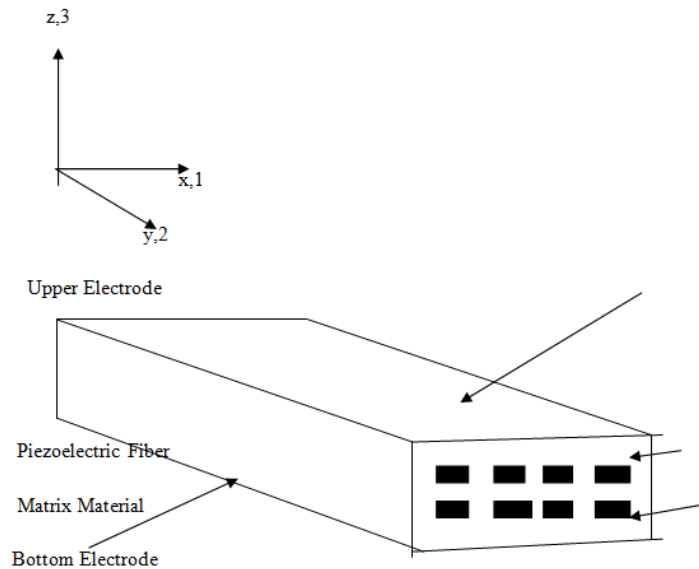 z,3
x,1
y,2
Upper Electrode
Piezoelectric Fiber
Matrix Material
Bottom Electrode